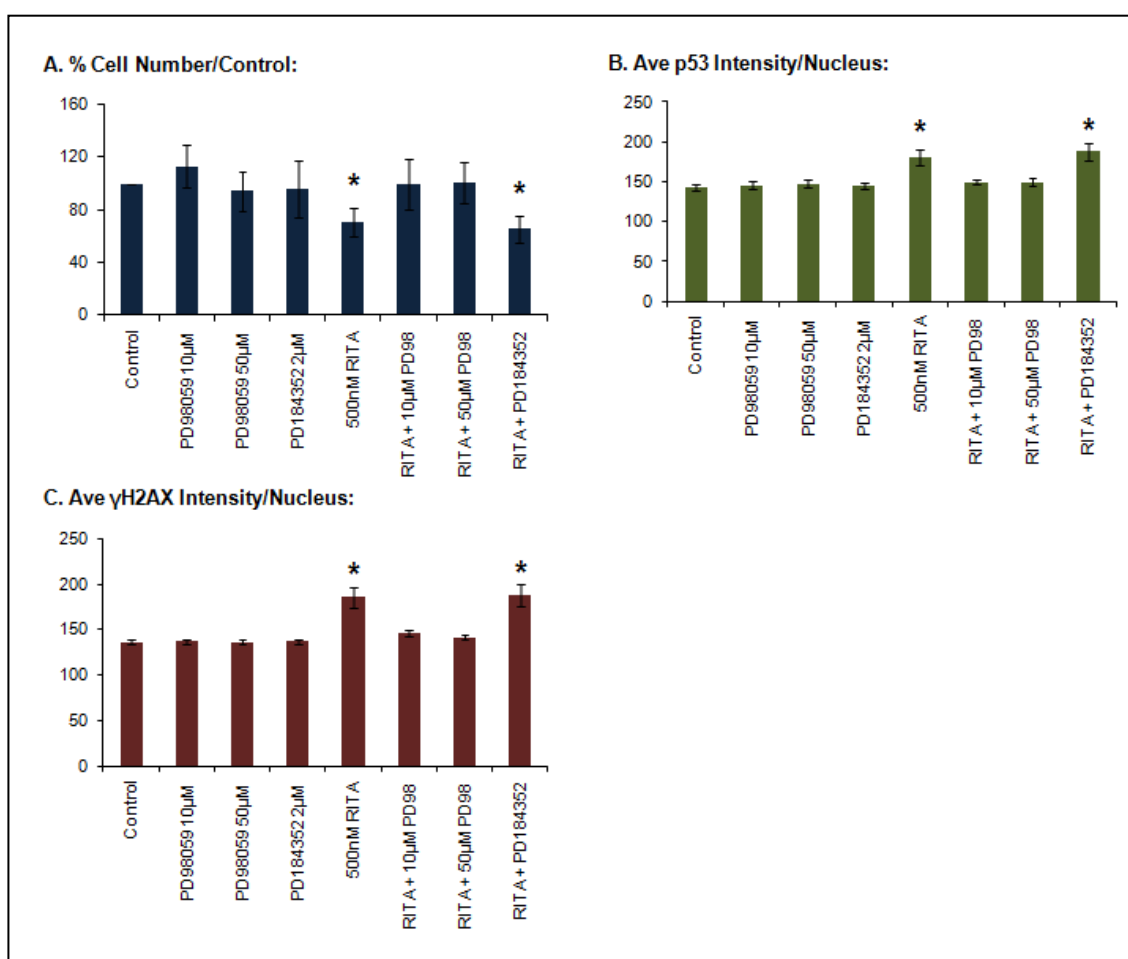 A. % Cell Number/Control:
160
120
80
40
0
*
*
Control
PD98059 10µM
PD98059 50µM
PD184352 2µM
500nM RITA
RITA + 10µM PD98
RITA + 50µM PD98
RITA + PD184352
B. Ave p53 Intensity/Nucleus:
250
200
150
100
50
0
*
*
Control
PD98059 10µM
PD98059 50µM
PD184352 2µM
500nM RITA
RITA + 10µM PD98
RITA + 50µM PD98
RITA + PD184352
C. Ave γH2AX Intensity/Nucleus:
250
200
150
100
50
0
*
*
Control
PD98059 10µM
PD98059 50µM
PD184352 2µM
500nM RITA
RITA + 10µM PD98
RITA + 50µM PD98
RITA + PD184352